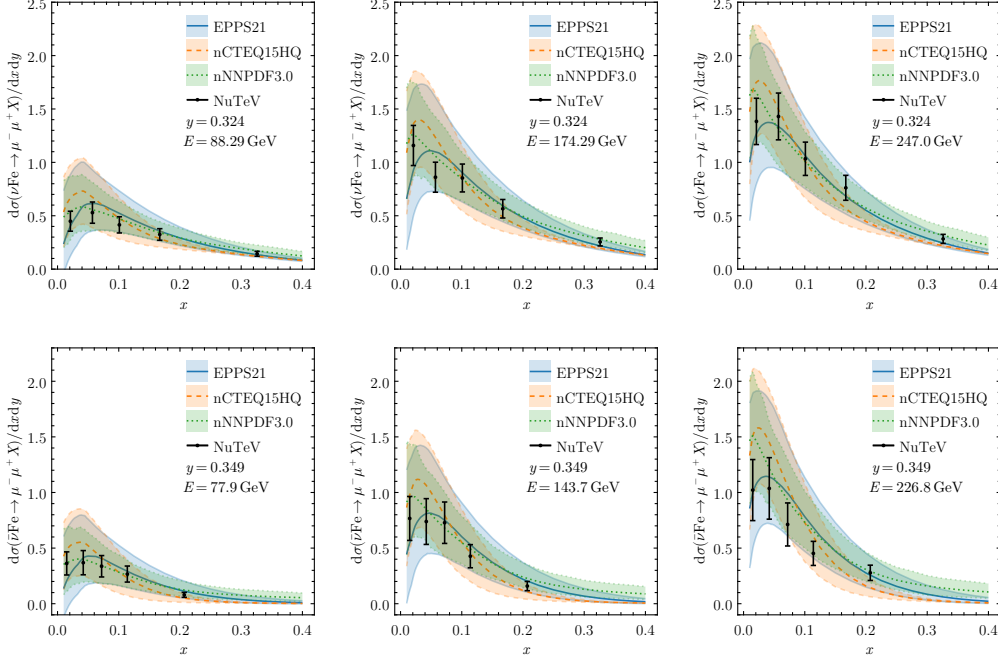 dσ(νFe → μ⁻μ⁺X)/dxdy
2.5
2.0
1.5
1.0
0.5
0.0
EPPS21
nCTEQ15HQ
nNNPDF3.0
NuTeV
y = 0.324
E = 88.29 GeV
0.0 0.1 0.2 0.3 0.4
x
dσ(νFe → μ⁻μ⁺X)/dxdy
2.5
2.0
1.5
1.0
0.5
0.0
EPPS21
nCTEQ15HQ
nNNPDF3.0
NuTeV
y = 0.324
E = 174.29 GeV
0.0 0.1 0.2 0.3 0.4
x
dσ(νFe → μ⁻μ⁺X)/dxdy
2.5
2.0
1.5
1.0
0.5
0.0
EPPS21
nCTEQ15HQ
nNNPDF3.0
NuTeV
y = 0.324
E = 247.0 GeV
0.0 0.1 0.2 0.3 0.4
x
dσ(ν̄Fe → μ⁻μ⁺X)/dxdy
2.0
1.5
1.0
0.5
0.0
EPPS21
nCTEQ15HQ
nNNPDF3.0
NuTeV
y = 0.349
E = 77.9 GeV
0.0 0.1 0.2 0.3 0.4
x
dσ(ν̄Fe → μ⁻μ⁺X)/dxdy
2.0
1.5
1.0
0.5
0.0
EPPS21
nCTEQ15HQ
nNNPDF3.0
NuTeV
y = 0.349
E = 143.7 GeV
0.0 0.1 0.2 0.3 0.4
x
dσ(ν̄Fe → μ⁻μ⁺X)/dxdy
2.0
1.5
1.0
0.5
0.0
EPPS21
nCTEQ15HQ
nNNPDF3.0
NuTeV
y = 0.349
E = 226.8 GeV
0.0 0.1 0.2 0.3 0.4
x